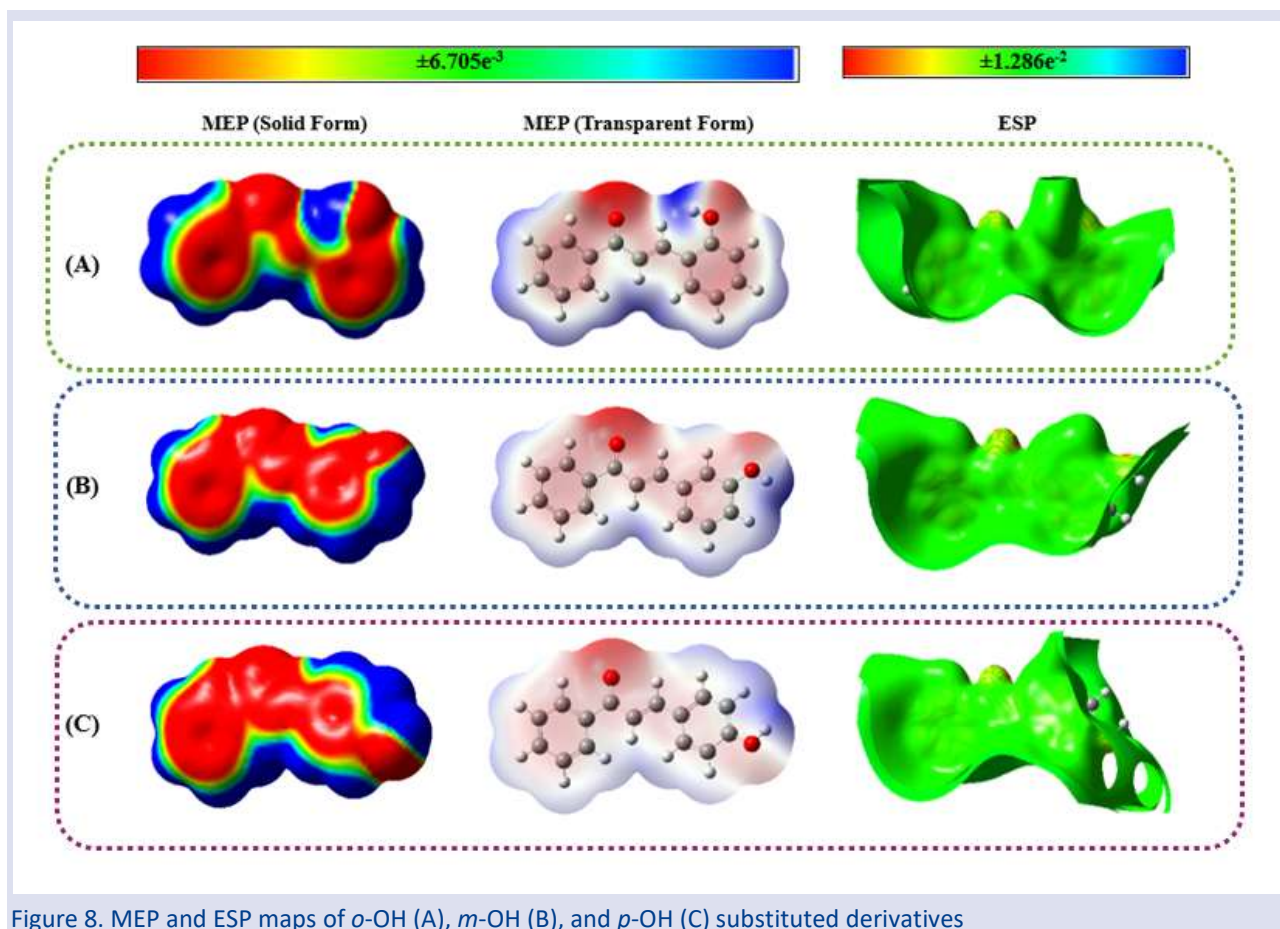 ±6.705e⁻³ ±1.286e⁻²
MEP (Solid Form) MEP (Transparent Form) ESP
(A)
(B)
(C)
Figure 8. MEP and ESP maps of o-OH (A), m-OH (B), and p-OH (C) substituted derivatives